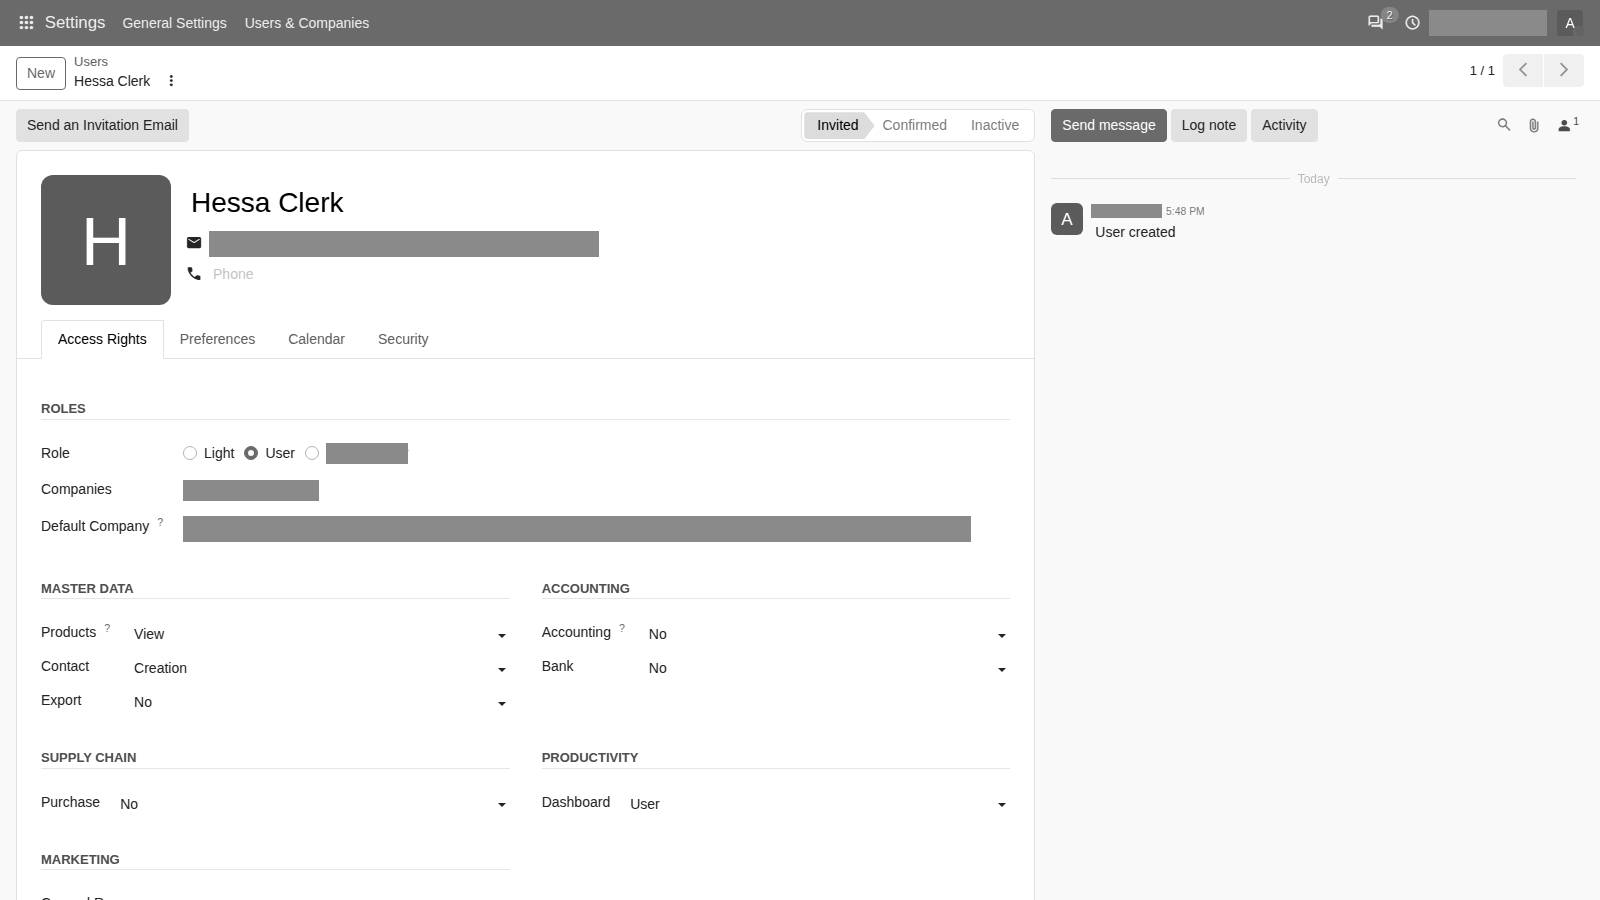 Settings General Settings Users & Companies 2 A
New Users
Hessa Clerk
1 / 1
Send an Invitation Email Invited Confirmed Inactive Send message Log note Activity 1
Today
H
Hessa Clerk
Phone
A 5:48 PM
User created
Access Rights Preferences Calendar Security
ROLES
Role Light User
Companies
Default Company ?
MASTER DATA ACCOUNTING
Products ? View Accounting ? No
Contact Creation Bank No
Export No
SUPPLY CHAIN PRODUCTIVITY
Purchase No Dashboard User
MARKETING